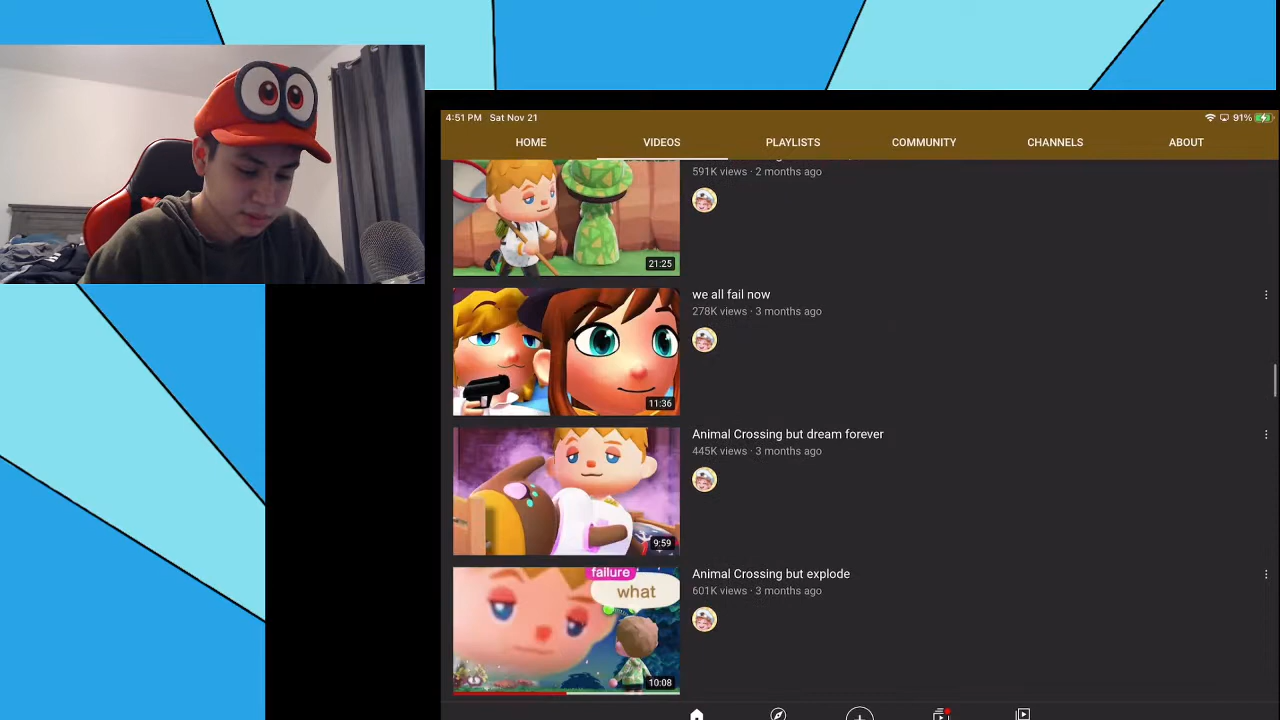 4:51 PM Sat Nov 21
91%
HOME VIDEOS PLAYLISTS COMMUNITY CHANNELS ABOUT
591K views · 2 months ago
21:25
we all fail now
278K views · 3 months ago
11:36
Animal Crossing but dream forever
445K views · 3 months ago
9:59
Animal Crossing but explode
601K views · 3 months ago
failure
what
10:08